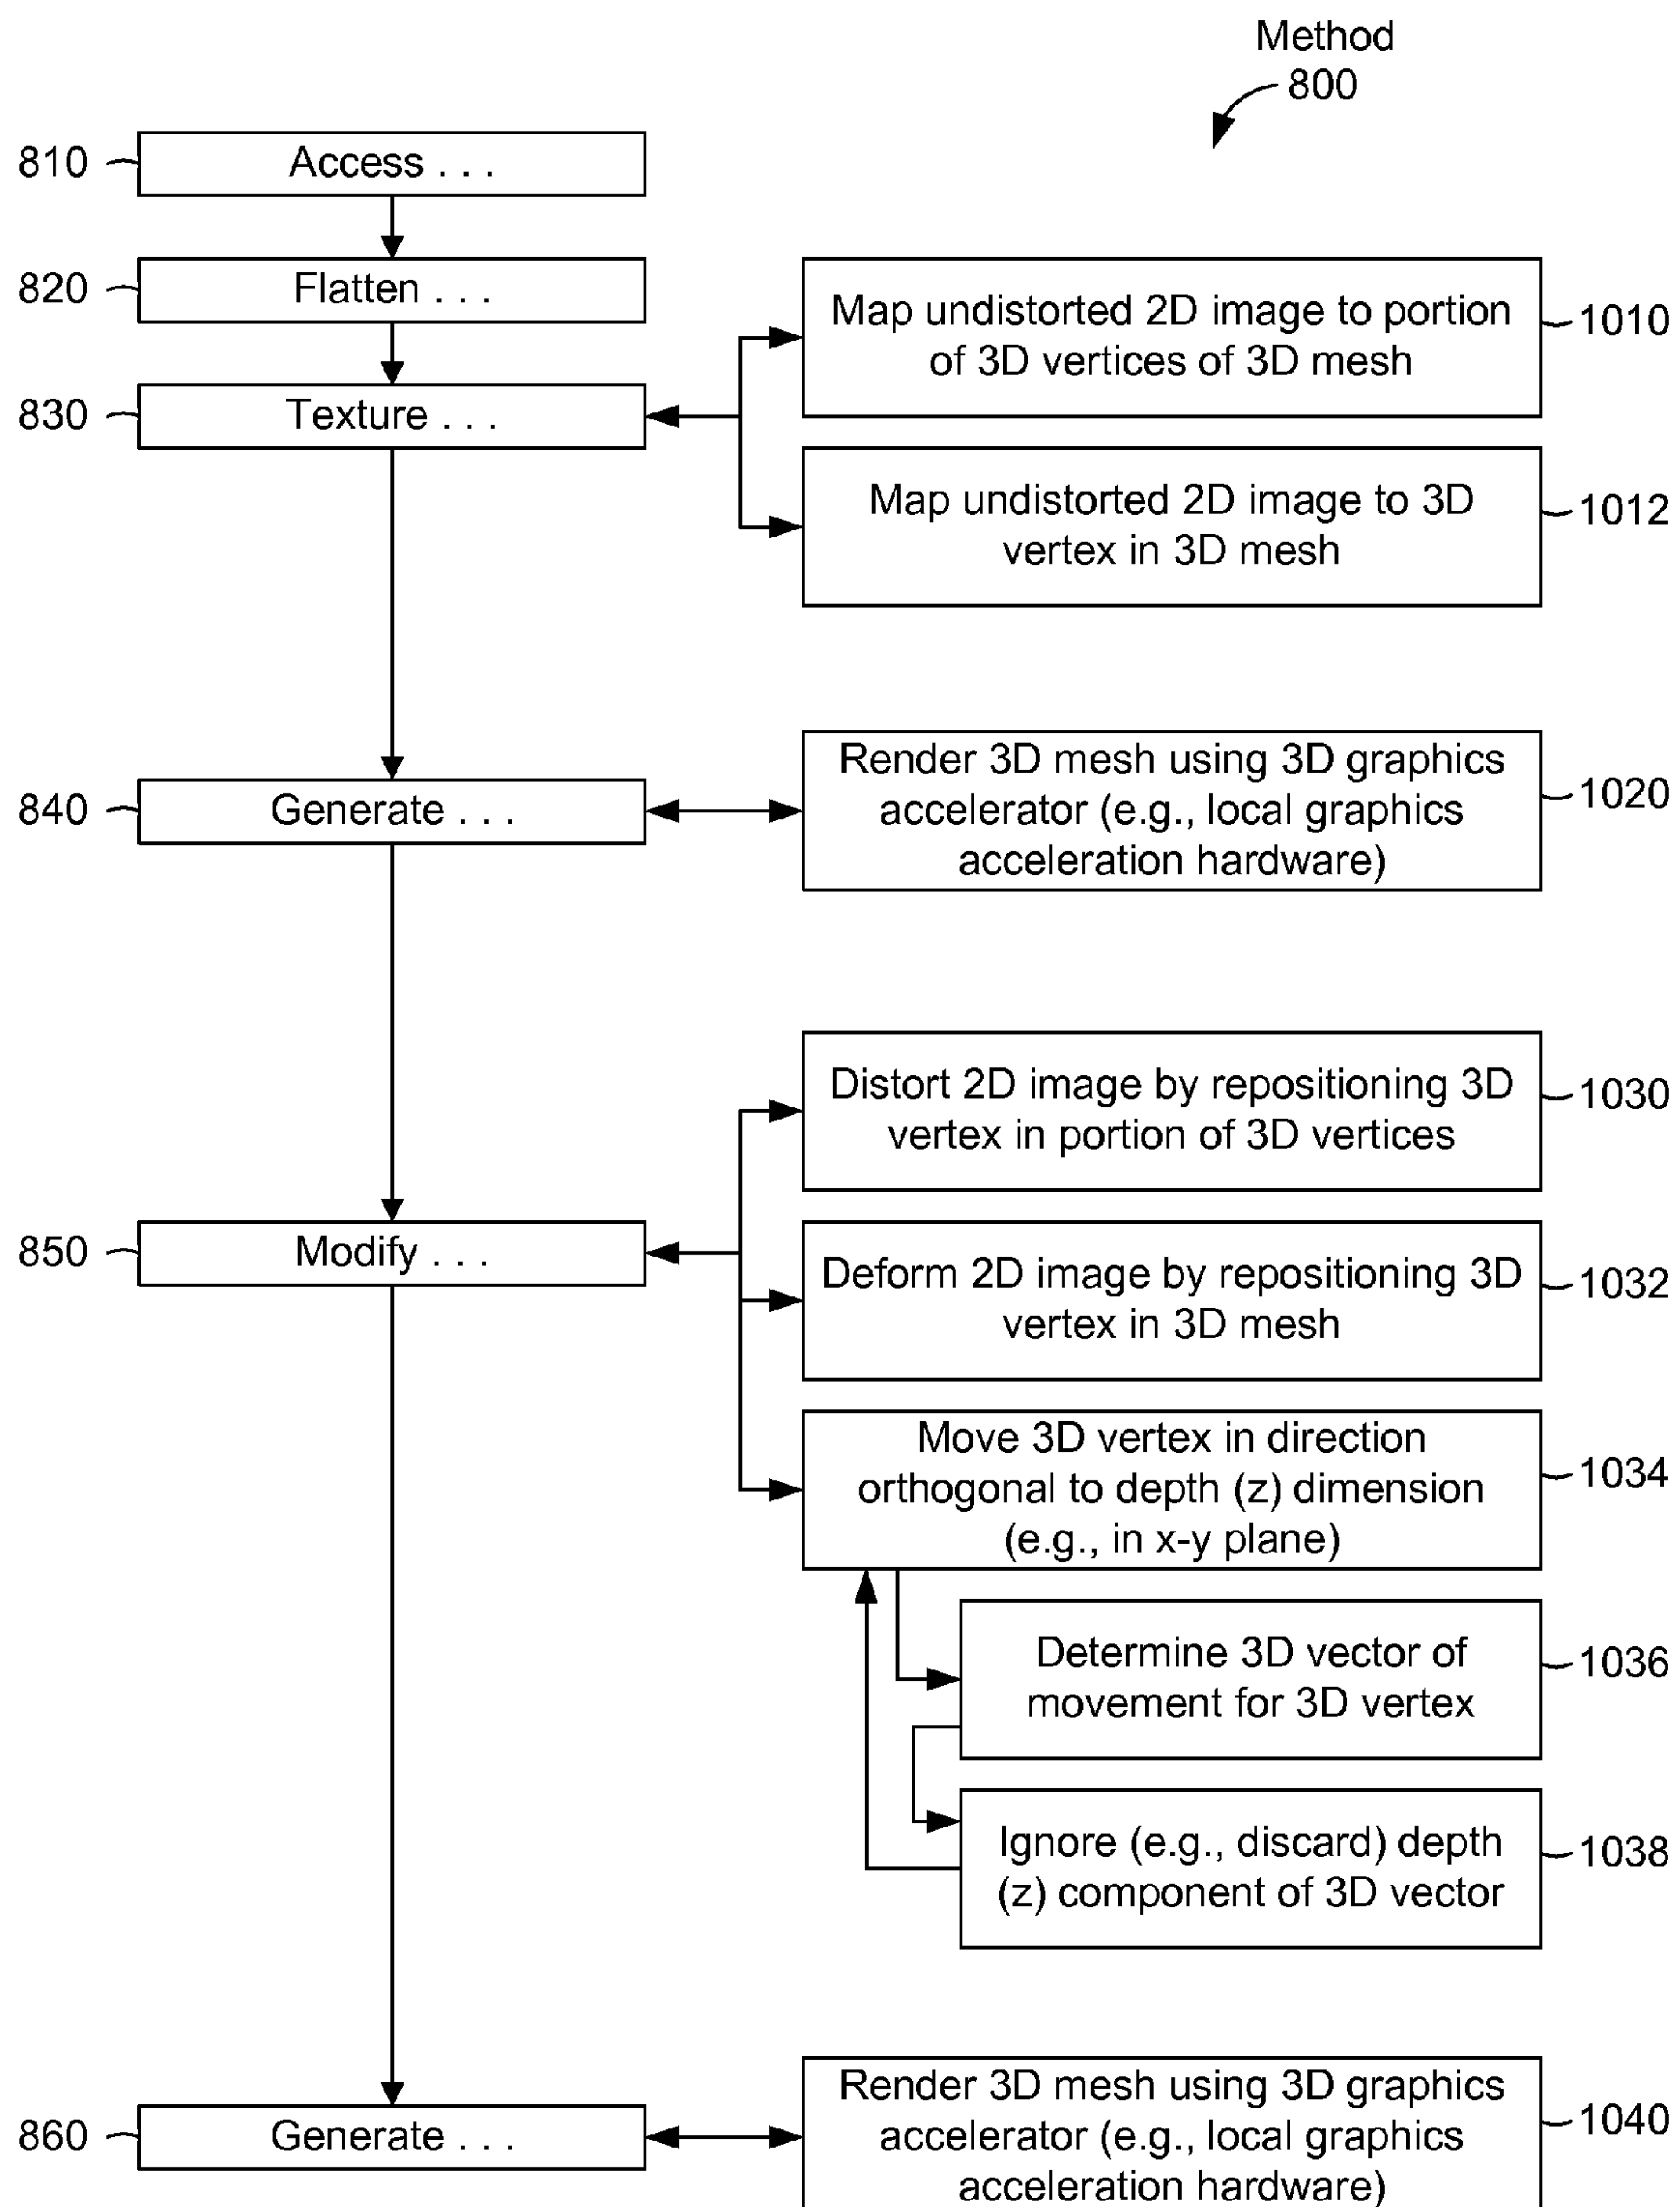 Method
800
810
Access . . .
820
Flatten . . .
830
Texture . . .
Map undistorted 2D image to portion
of 3D vertices of 3D mesh
1010
Map undistorted 2D image to 3D
vertex in 3D mesh
1012
840
Generate . . .
Render 3D mesh using 3D graphics
accelerator (e.g., local graphics
acceleration hardware)
1020
850
Modify . . .
Distort 2D image by repositioning 3D
vertex in portion of 3D vertices
1030
Deform 2D image by repositioning 3D
vertex in 3D mesh
1032
Move 3D vertex in direction
orthogonal to depth (z) dimension
(e.g., in x-y plane)
1034
Determine 3D vector of
movement for 3D vertex
1036
Ignore (e.g., discard) depth
(z) component of 3D vector
1038
860
Generate . . .
Render 3D mesh using 3D graphics
accelerator (e.g., local graphics
acceleration hardware)
1040